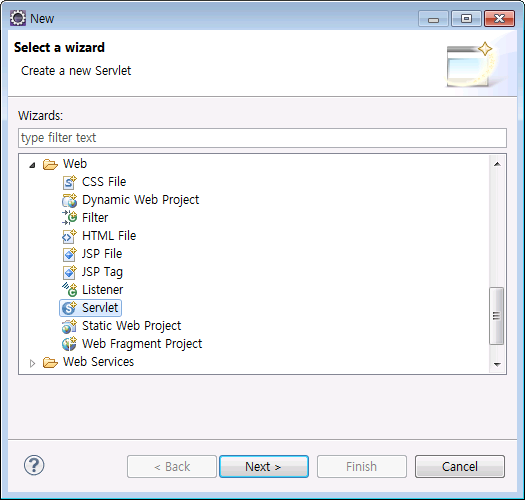 New
Select a wizard
Create a new Servlet
Wizards:
type filter text
Web
CSS File
Dynamic Web Project
Filter
HTML File
JSP File
JSP Tag
Listener
Servlet
Static Web Project
Web Fragment Project
Web Services
< Back
Next >
Finish
Cancel